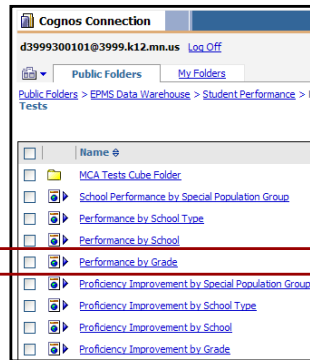 Cognos Connection
d3999300101@3999.k12.mn.us Log Off
Public Folders My Folders
Public Folders > EPMS Data Warehouse > Student Performance >
Tests
Name
MCA Tests Cube Folder
School Performance by Special Population Group
Performance by School Type
Performance by School
Performance by Grade
Proficiency Improvement by Special Population Group
Proficiency Improvement by School Type
Proficiency Improvement by School
Proficiency Improvement by Grade